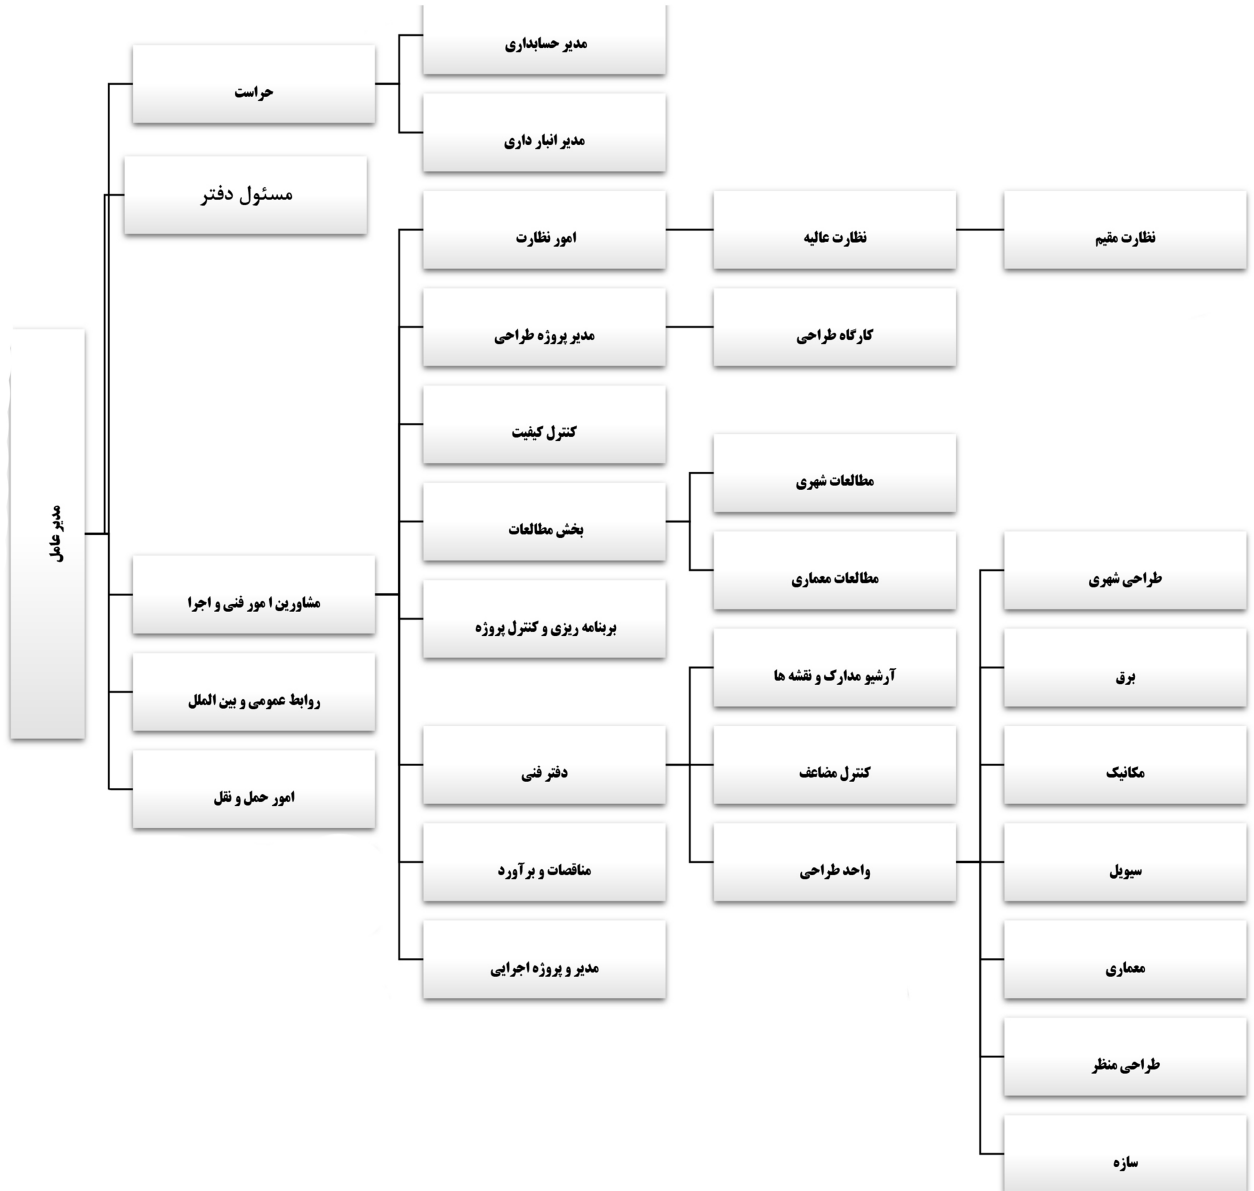 مدیر عامل
حراست
مدیر حسابداری
مدیر انبار داری
مسئول دفتر
مشاورین ا مور فنی و اجرا
امور نظارت
نظارت عالیه
نظارت مقیم
مدیر پروژه طراحی
کارگاه طراحی
کنترل کیفیت
بخش مطالعات
مطالعات شهری
مطالعات معماری
بربنامه ریزی و کنترل پروژه
دفتر فنی
آرشیو مدارک و نقشه ها
کنترل مضاعف
واحد طراحی
طراحی شهری
برق
مکانیک
سیویل
معماری
طراحی منظر
سازه
مناقصات و برآورد
مدیر و پروژه اجرایی
روابط عمومی و بین الملل
امور حمل و نقل